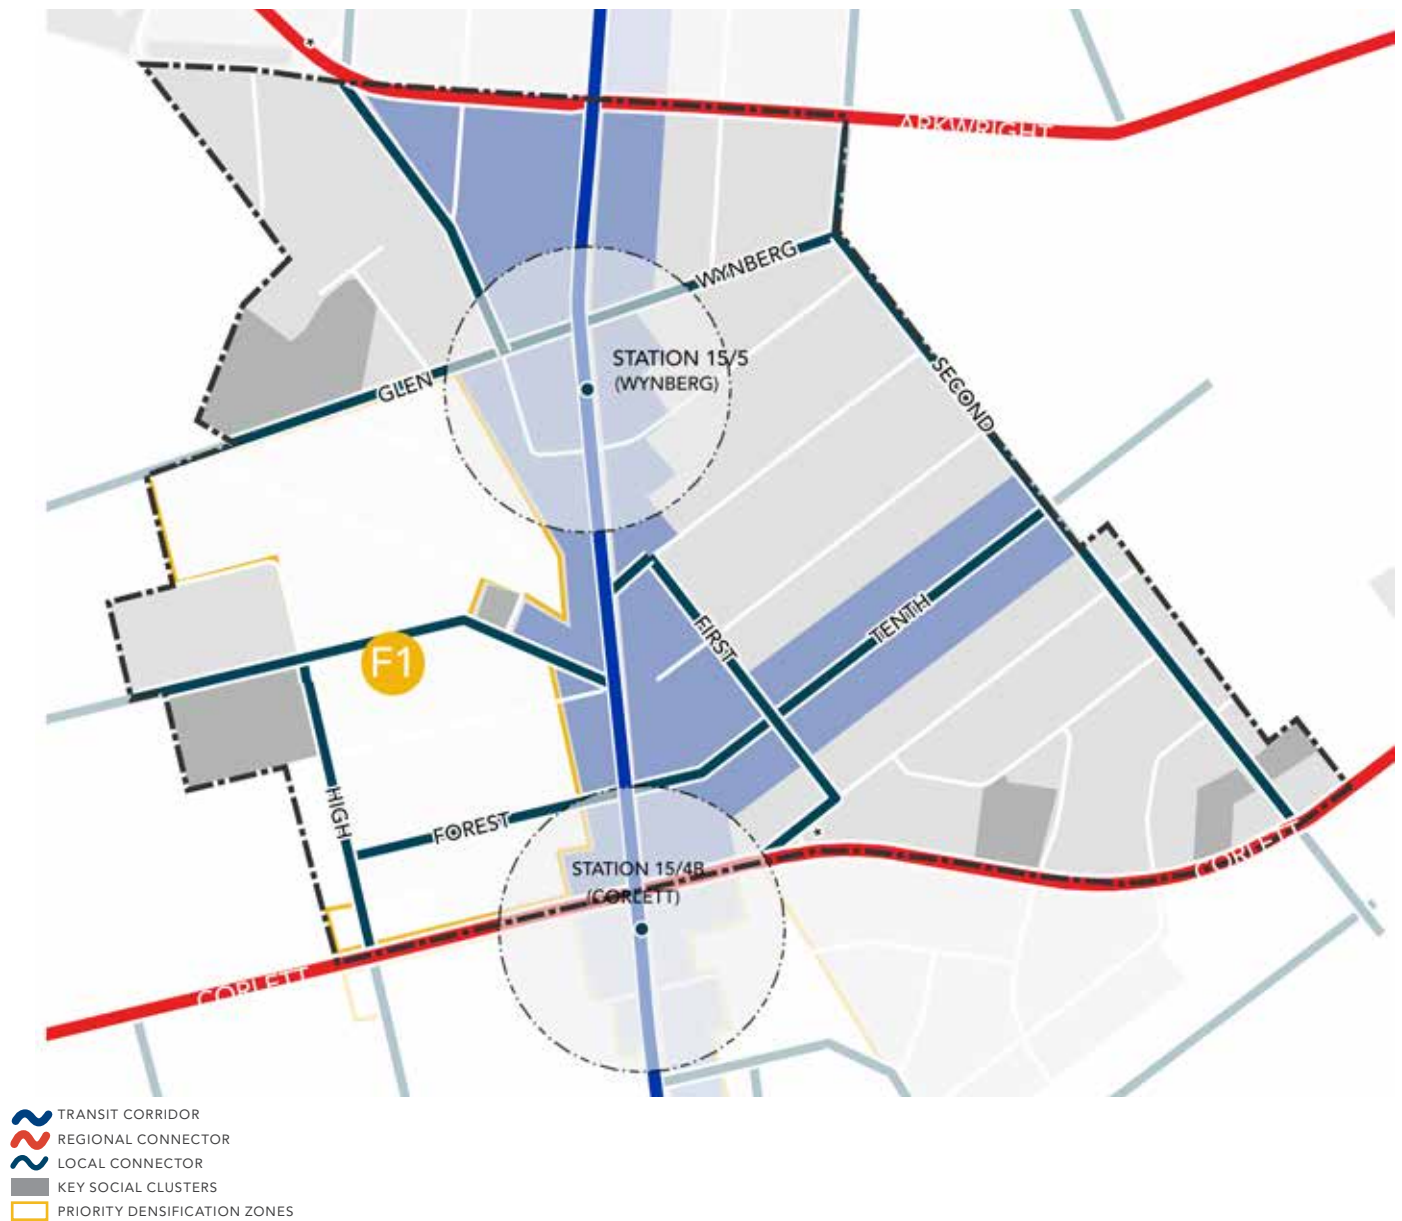 ARKWRIGHT
WYNBERG
STATION 15/5
(WYNBERG)
GLEN
SECOND
TENTH
FIRST
F1
HIGH
FOREST
STATION 15/4B
(CORLETT)
CORLETT
CORLETT
TRANSIT CORRIDOR
REGIONAL CONNECTOR
LOCAL CONNECTOR
KEY SOCIAL CLUSTERS
PRIORITY DENSIFICATION ZONES